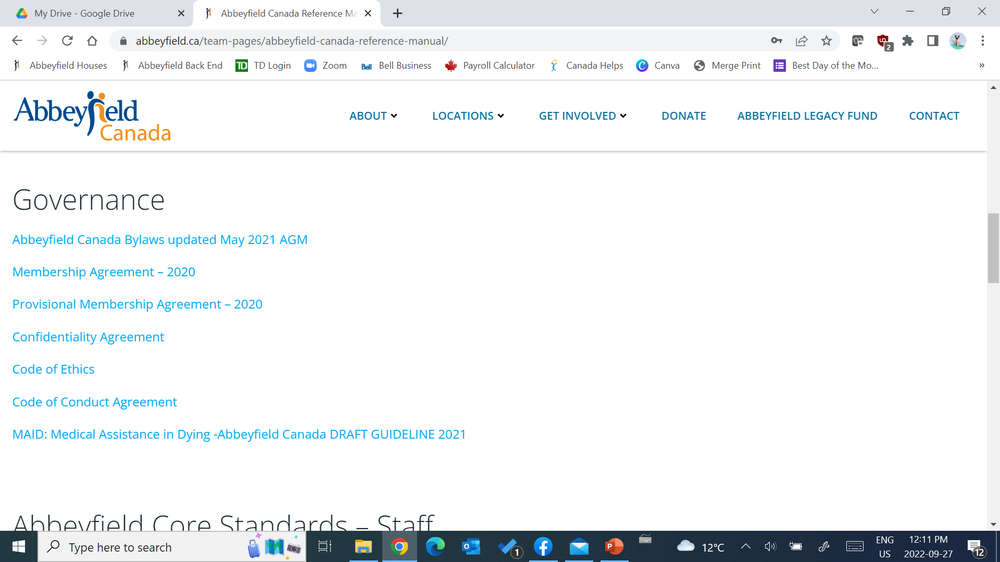 My Drive - Google Drive
Abbeyfield Canada Reference Ma
abbeyfield.ca/team-pages/abbeyfield-canada-reference-manual/
2
Abbeyfield Houses
Abbeyfield Back End
TD
TD Login
Zoom
Bell
Bell Business
Payroll Calculator
Canada Helps
Canva
Merge Print
Best Day of the Mo...
»
Abbeyfield
Canada
ABOUT
LOCATIONS
GET INVOLVED
DONATE
ABBEYFIELD LEGACY FUND
CONTACT
Governance
Abbeyfield Canada Bylaws updated May 2021 AGM
Membership Agreement – 2020
Provisional Membership Agreement – 2020
Confidentiality Agreement
Code of Ethics
Code of Conduct Agreement
MAID: Medical Assistance in Dying -Abbeyfield Canada DRAFT GUIDELINE 2021
Abbeyfield Core Standards – Staff
Type here to search
1
12°C
ENG
US
12:11 PM
2022-09-27
12